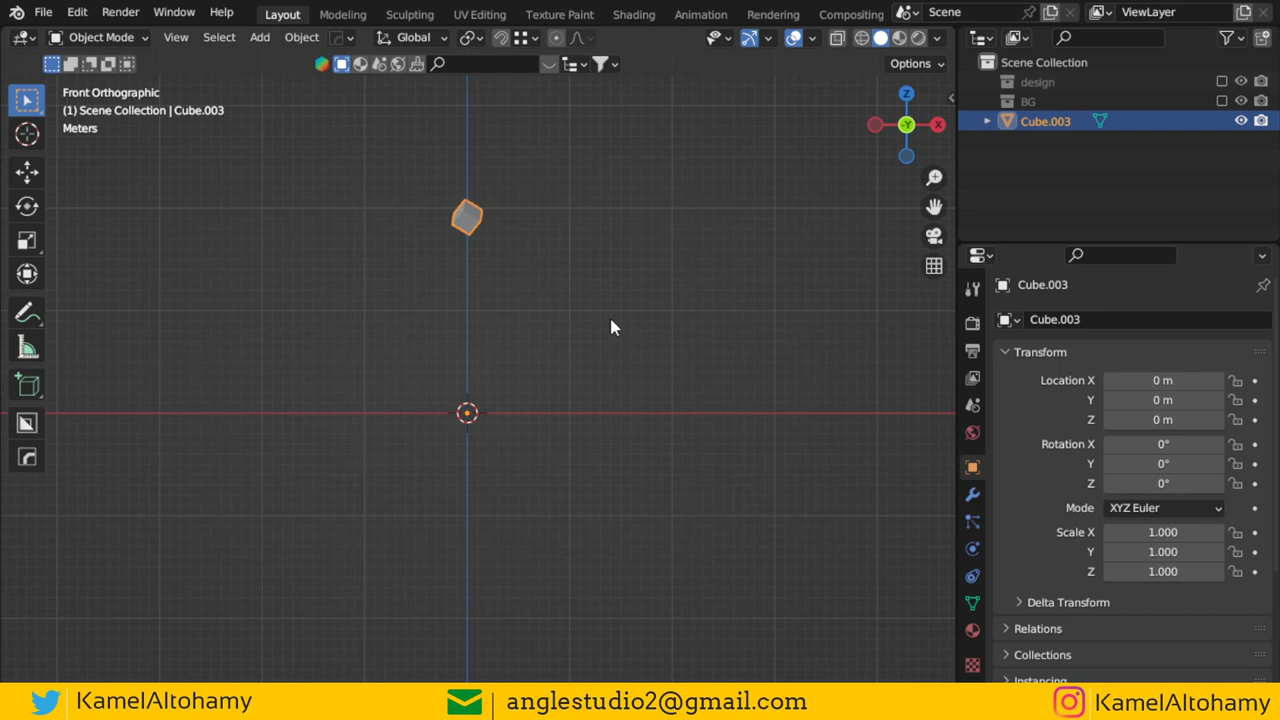 File Edit Render Window Help Layout Modeling Sculpting UV Editing Texture Paint Shading Animation Rendering Compositing Scene ViewLayer
Object Mode View Select Add Object Global
Options
Front Orthographic
(1) Scene Collection | Cube.003
Meters
Z
-Y
X
Scene Collection
design
BG
Cube.003
Cube.003
Cube.003
Transform
Location X 0 m
Y 0 m
Z 0 m
Rotation X 0°
Y 0°
Z 0°
Mode XYZ Euler
Scale X 1.000
Y 1.000
Z 1.000
Delta Transform
Relations
Collections
Instancing
KamelAltohamy anglestudio2@gmail.com KamelAltohamy